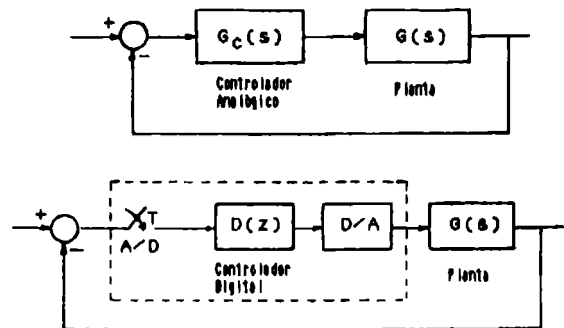 +
−
G_C(s)
G(s)
Controlador
Analógico
Planta
+
−
T
A/D
D(z)
D/A
G(s)
Controlador
Digital
Planta